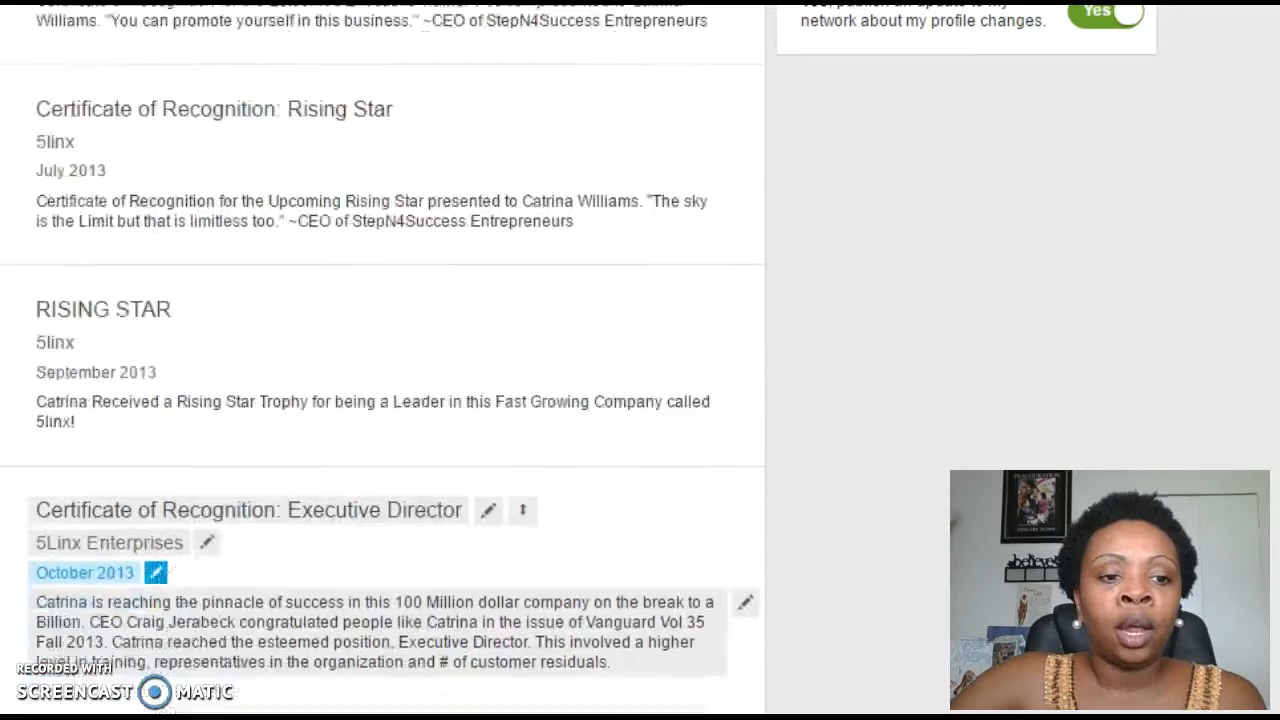 Williams. "You can promote yourself in this business." ~CEO of StepN4Success Entrepreneurs
network about my profile changes.
Yes
Certificate of Recognition: Rising Star
5linx
July 2013
Certificate of Recognition for the Upcoming Rising Star presented to Catrina Williams. "The sky
is the Limit but that is limitless too." ~CEO of StepN4Success Entrepreneurs
RISING STAR
5linx
September 2013
Catrina Received a Rising Star Trophy for being a Leader in this Fast Growing Company called
5linx!
Certificate of Recognition: Executive Director
5Linx Enterprises
October 2013
Catrina is reaching the pinnacle of success in this 100 Million dollar company on the break to a
Billion. CEO Craig Jerabeck congratulated people like Catrina in the issue of Vanguard Vol 35
Fall 2013. Catrina reached the esteemed position, Executive Director. This involved a higher
level in training, representatives in the organization and # of customer residuals.
RECORDED WITH
SCREENCAST MATIC
INAUGURATION
believe